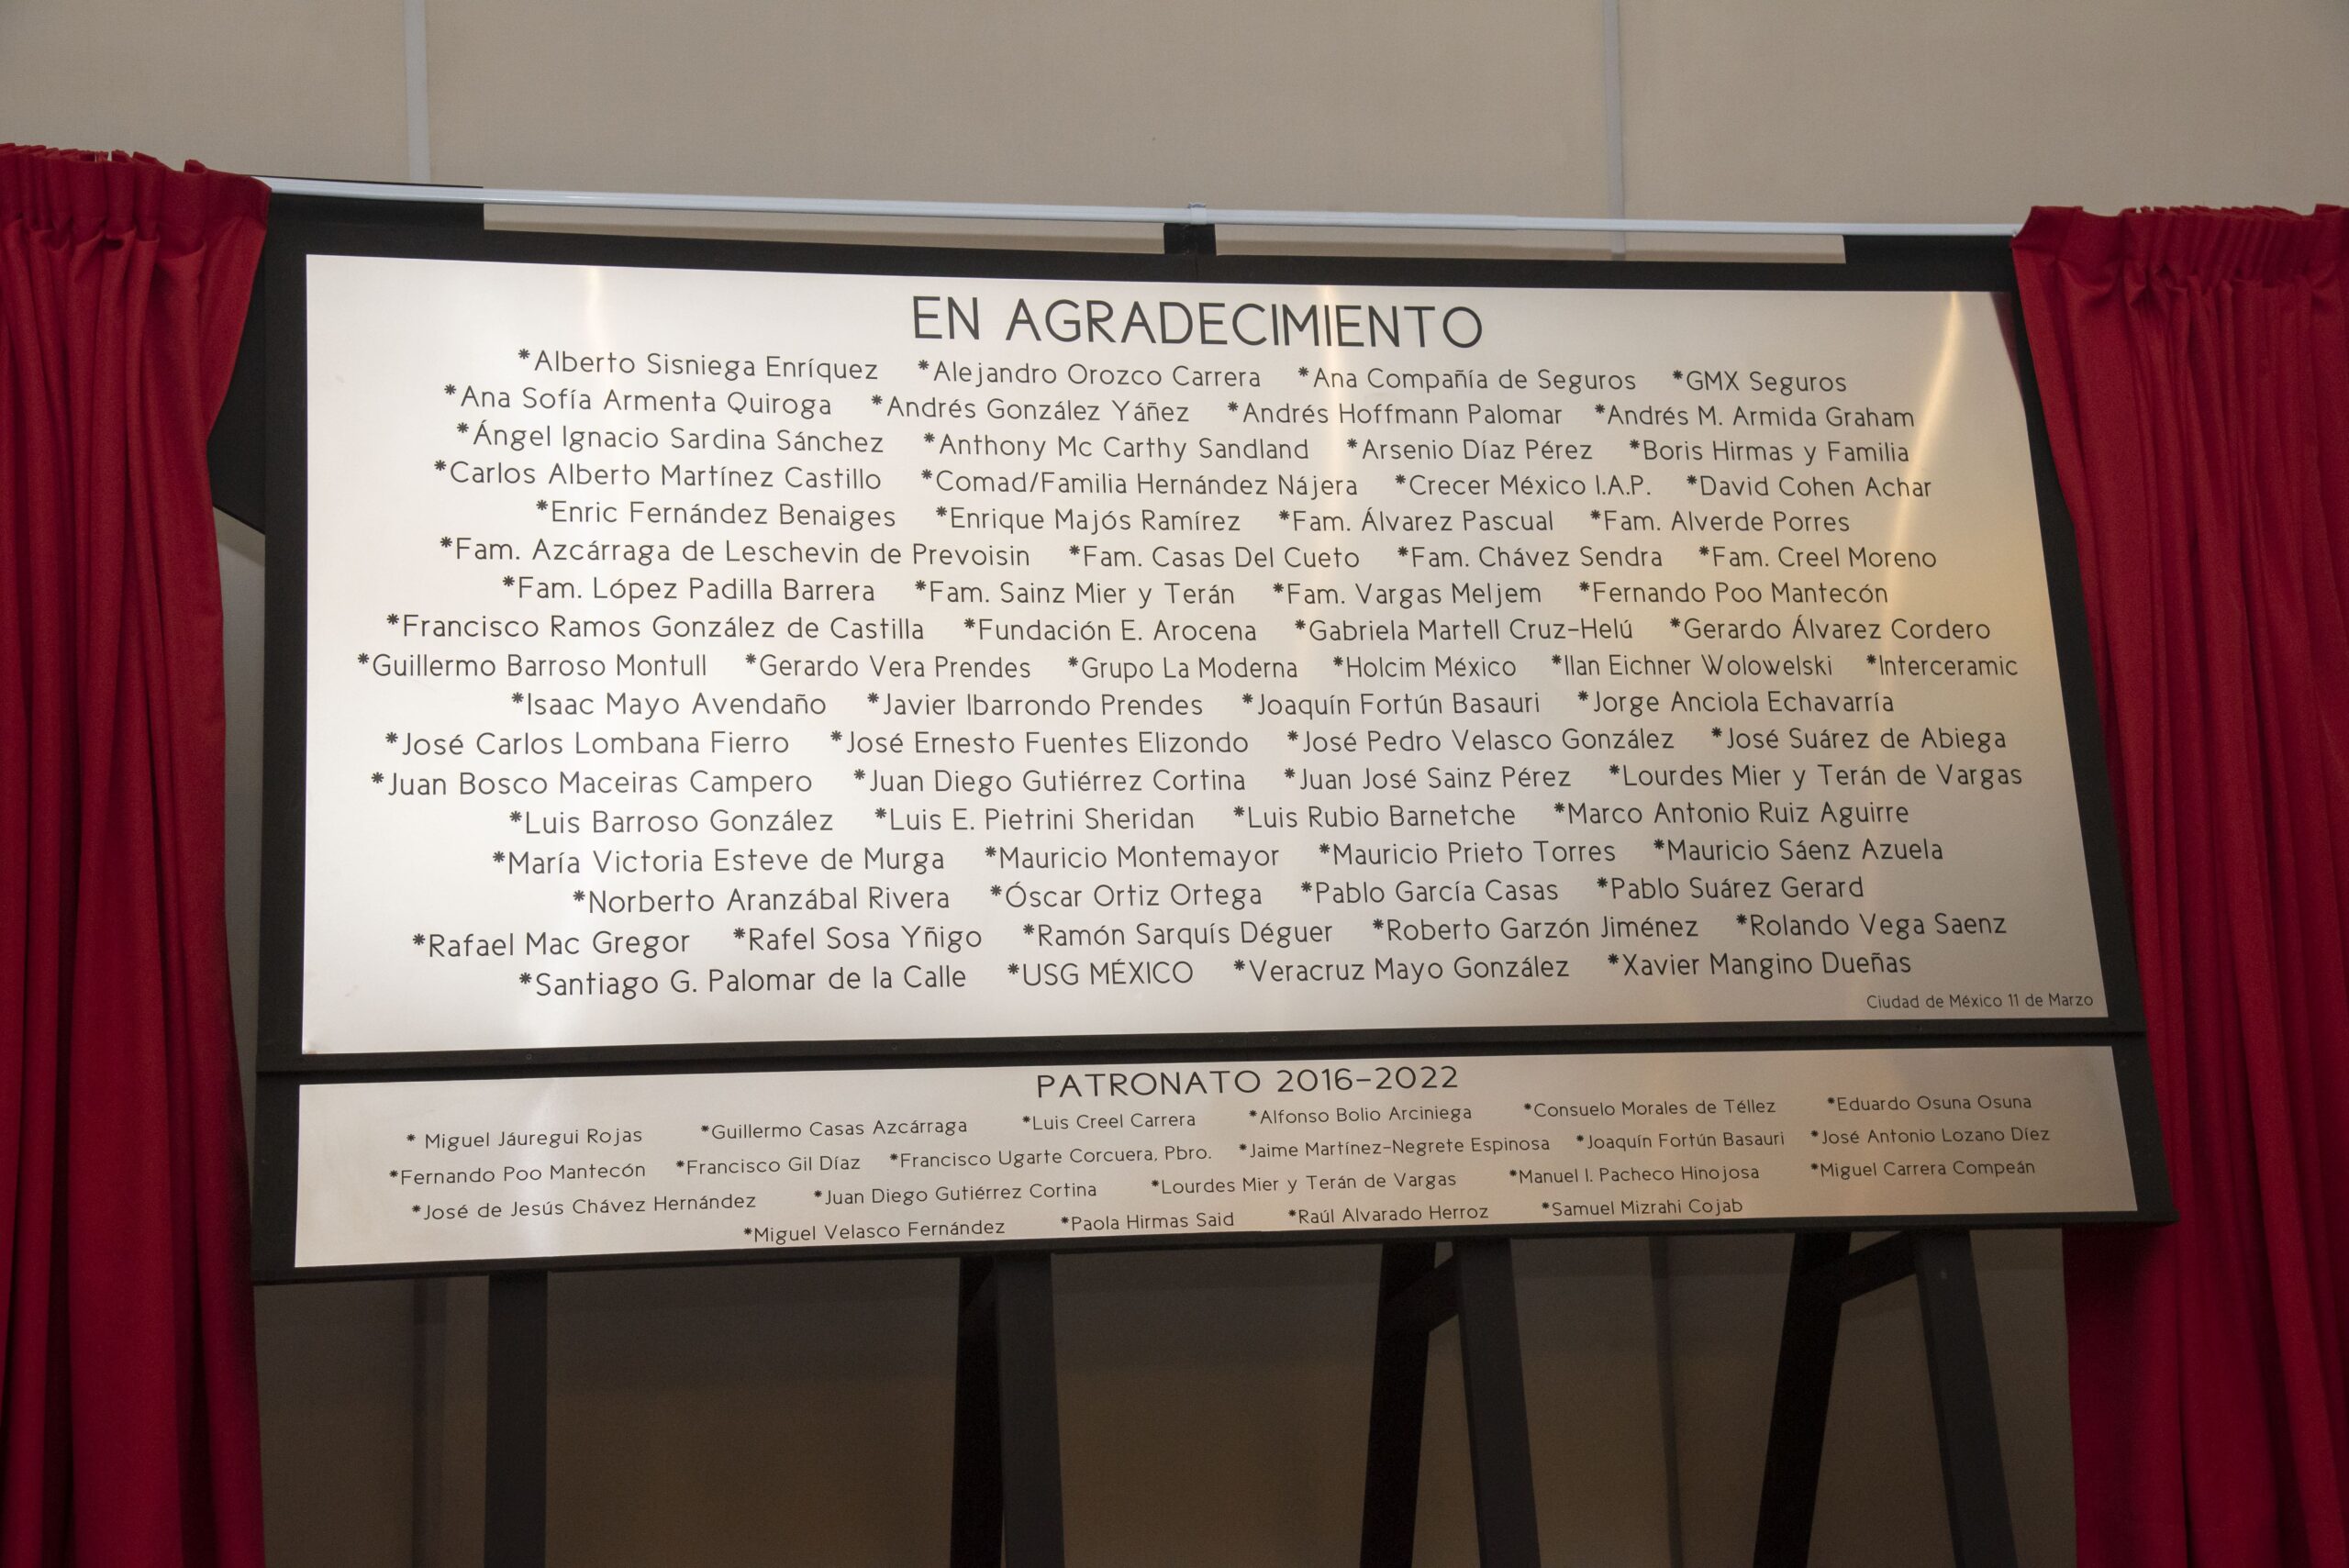 EN AGRADECIMIENTO
*Alberto Sisniega Enríquez *Alejandro Orozco Carrera *Ana Compañía de Seguros *GMX Seguros
*Ana Sofía Armenta Quiroga *Andrés González Yáñez *Andrés Hoffmann Palomar *Andrés M. Armida Graham
*Ángel Ignacio Sardina Sánchez *Anthony Mc Carthy Sandland *Arsenio Díaz Pérez *Boris Hirmas y Familia
*Carlos Alberto Martínez Castillo *Comad/Familia Hernández Nájera *Crecer México I.A.P. *David Cohen Achar
*Enric Fernández Benaiges *Enrique Majós Ramírez *Fam. Álvarez Pascual *Fam. Alverde Porres
*Fam. Azcárraga de Leschevin de Prevoisin *Fam. Casas Del Cueto *Fam. Chávez Sendra *Fam. Creel Moreno
*Fam. López Padilla Barrera *Fam. Sainz Mier y Terán *Fam. Vargas Meljem *Fernando Poo Mantecón
*Francisco Ramos González de Castilla *Fundación E. Arocena *Gabriela Martell Cruz-Helú *Gerardo Álvarez Cordero
*Guillermo Barroso Montull *Gerardo Vera Prendes *Grupo La Moderna *Holcim México *Ilan Eichner Wolowelski *Interceramic
*Isaac Mayo Avendaño *Javier Ibarrondo Prendes *Joaquín Fortún Basauri *Jorge Anciola Echavarría
*José Carlos Lombana Fierro *José Ernesto Fuentes Elizondo *José Pedro Velasco González *José Suárez de Abiega
*Juan Bosco Maceiras Campero *Juan Diego Gutiérrez Cortina *Juan José Sainz Pérez *Lourdes Mier y Terán de Vargas
*Luis Barroso González *Luis E. Pietrini Sheridan *Luis Rubio Barnetche *Marco Antonio Ruiz Aguirre
*María Victoria Esteve de Murga *Mauricio Montemayor *Mauricio Prieto Torres *Mauricio Sáenz Azuela
*Norberto Aranzábal Rivera *Óscar Ortiz Ortega *Pablo García Casas *Pablo Suárez Gerard
*Rafael Mac Gregor *Rafel Sosa Yñigo *Ramón Sarquís Déguer *Roberto Garzón Jiménez *Rolando Vega Saenz
*Santiago G. Palomar de la Calle *USG MÉXICO *Veracruz Mayo González *Xavier Mangino Dueñas
Ciudad de México 11 de Marzo
PATRONATO 2016-2022
* Miguel Jáuregui Rojas *Guillermo Casas Azcárraga *Luis Creel Carrera *Alfonso Bolio Arciniega *Consuelo Morales de Téllez *Eduardo Osuna Osuna
*Fernando Poo Mantecón *Francisco Gil Díaz *Francisco Ugarte Corcuera, Pbro. *Jaime Martínez-Negrete Espinosa *Joaquín Fortún Basauri *José Antonio Lozano Díez
*José de Jesús Chávez Hernández *Juan Diego Gutiérrez Cortina *Lourdes Mier y Terán de Vargas *Manuel I. Pacheco Hinojosa *Miguel Carrera Compeán
*Miguel Velasco Fernández *Paola Hirmas Said *Raúl Alvarado Herroz *Samuel Mizrahi Cojab